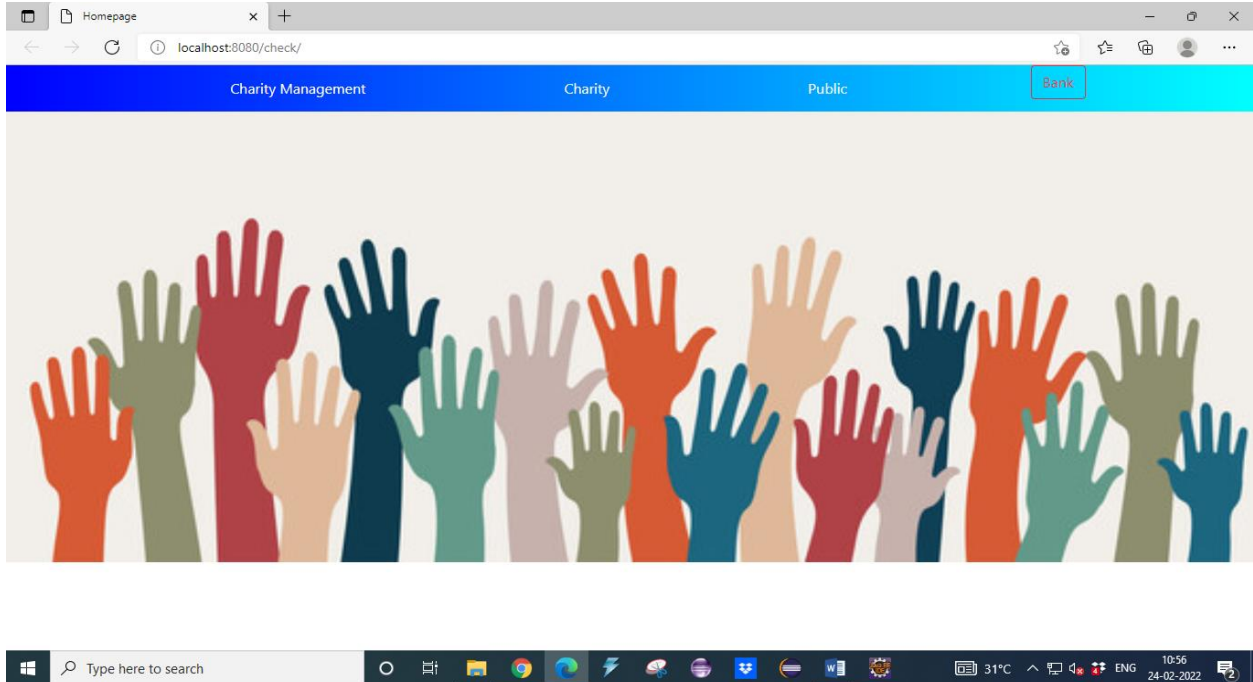 Homepage
localhost:8080/check/
Charity Management Charity Public Bank
Type here to search
31°C ENG 10:56
24-02-2022
2